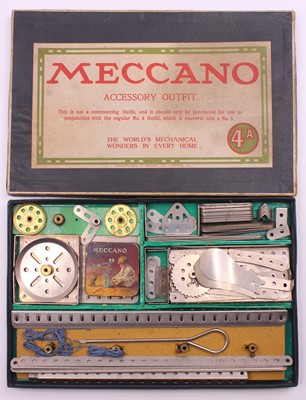 MECCANO
ACCESSORY OUTFIT.
This is not a commencing Outfit, and it should only be purchased for use in
conjunction with the regular No. 4 Outfit, which it converts into a No. 5.
THE WORLD'S MECHANICAL
WONDERS IN EVERY HOME.
4A
MECCANO